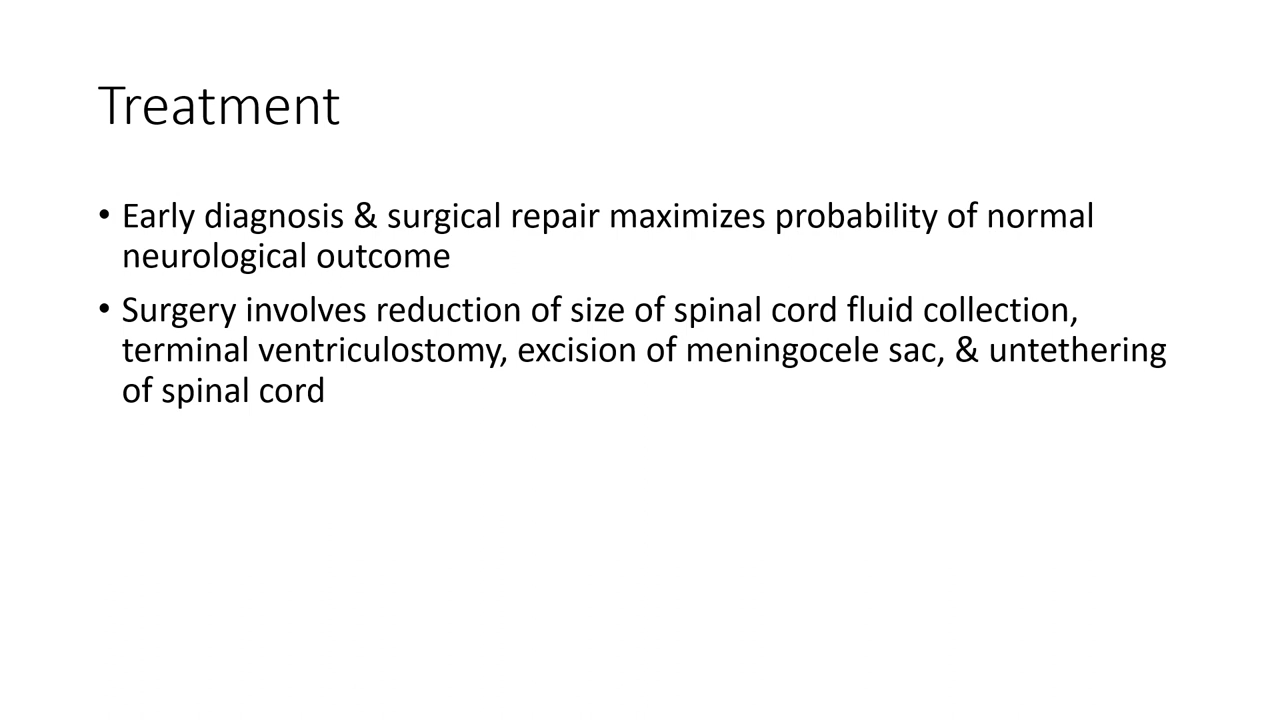 Treatment
• Early diagnosis & surgical repair maximizes probability of normal
neurological outcome
• Surgery involves reduction of size of spinal cord fluid collection,
terminal ventriculostomy, excision of meningocele sac, & untethering
of spinal cord